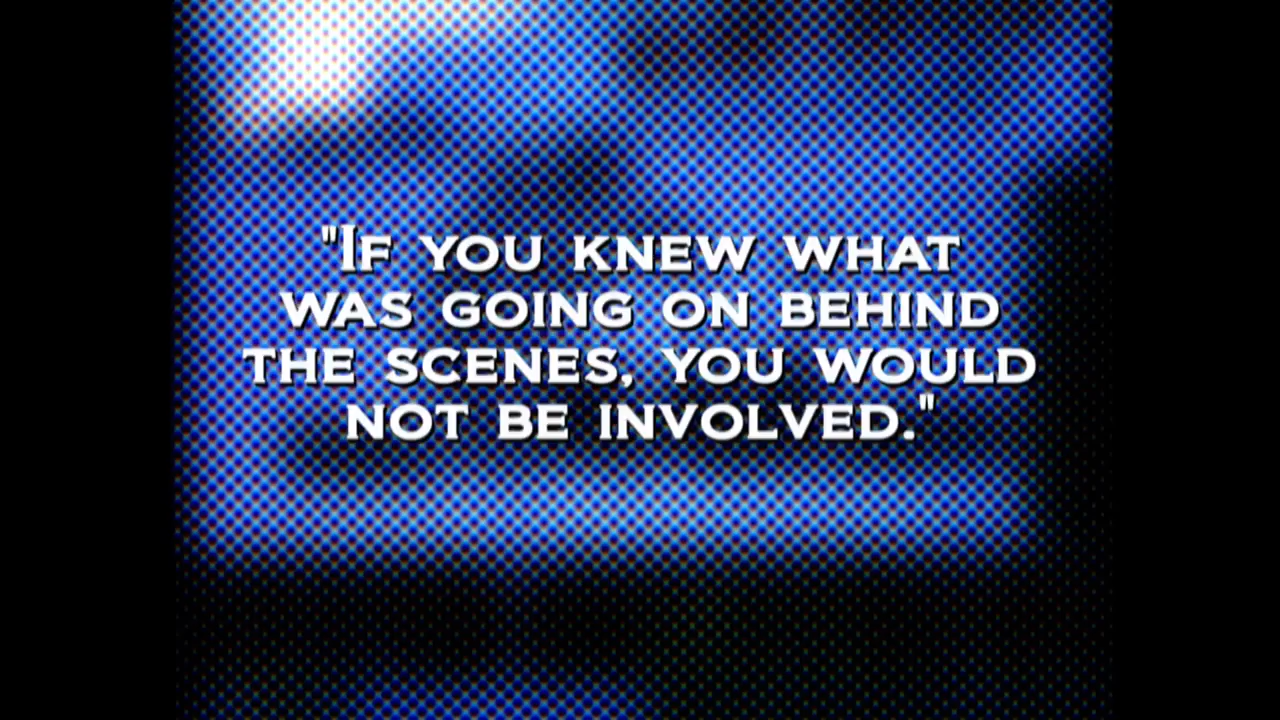 "If you knew what
was going on behind
the scenes, you would
not be involved."